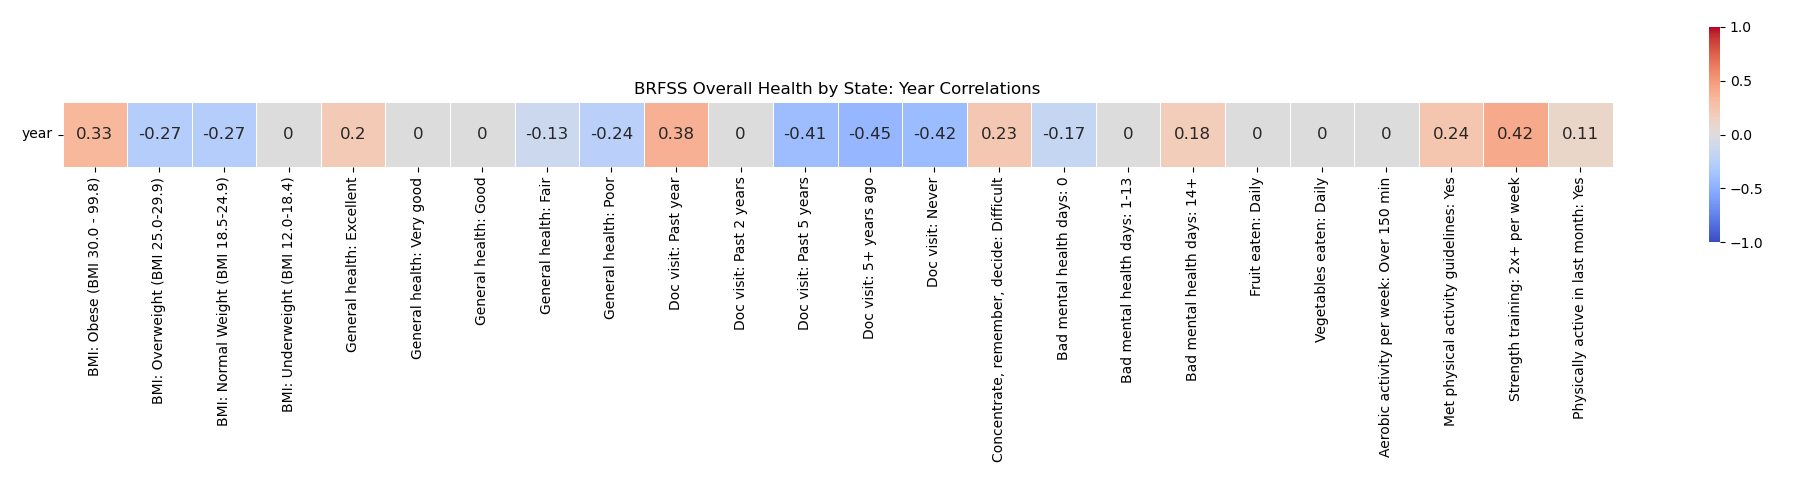 BRFSS Overall Health by State: Year Correlations
year
0.33
-0.27
-0.27
0
0.2
0
0
-0.13
-0.24
0.38
0
-0.41
-0.45
-0.42
0.23
-0.17
0
0.18
0
0
0
0.24
0.42
0.11
BMI: Obese (BMI 30.0 - 99.8)
BMI: Overweight (BMI 25.0-29.9)
BMI: Normal Weight (BMI 18.5-24.9)
BMI: Underweight (BMI 12.0-18.4)
General health: Excellent
General health: Very good
General health: Good
General health: Fair
General health: Poor
Doc visit: Past year
Doc visit: Past 2 years
Doc visit: Past 5 years
Doc visit: 5+ years ago
Doc visit: Never
Concentrate, remember, decide: Difficult
Bad mental health days: 0
Bad mental health days: 1-13
Bad mental health days: 14+
Fruit eaten: Daily
Vegetables eaten: Daily
Aerobic activity per week: Over 150 min
Met physical activity guidelines: Yes
Strength training: 2x+ per week
Physically active in last month: Yes
1.0
0.5
0.0
−0.5
−1.0